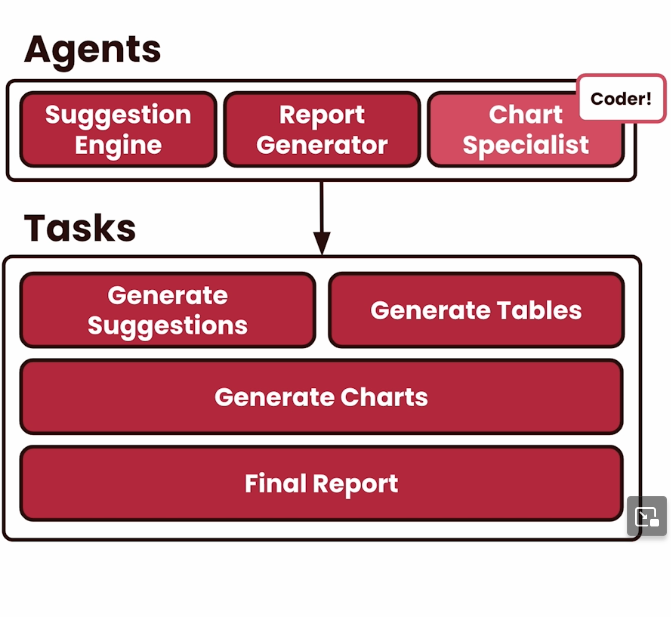 Agents
Suggestion
Engine
Report
Generator
Chart
Specialist
Coder!
Tasks
Generate
Suggestions
Generate Tables
Generate Charts
Final Report